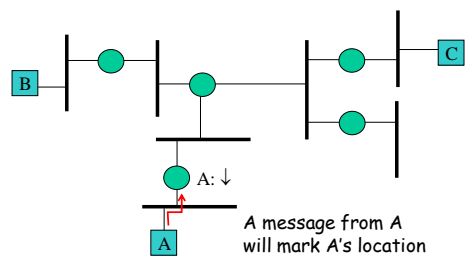 C
B
A: ↓
A message from A
will mark A's location
A